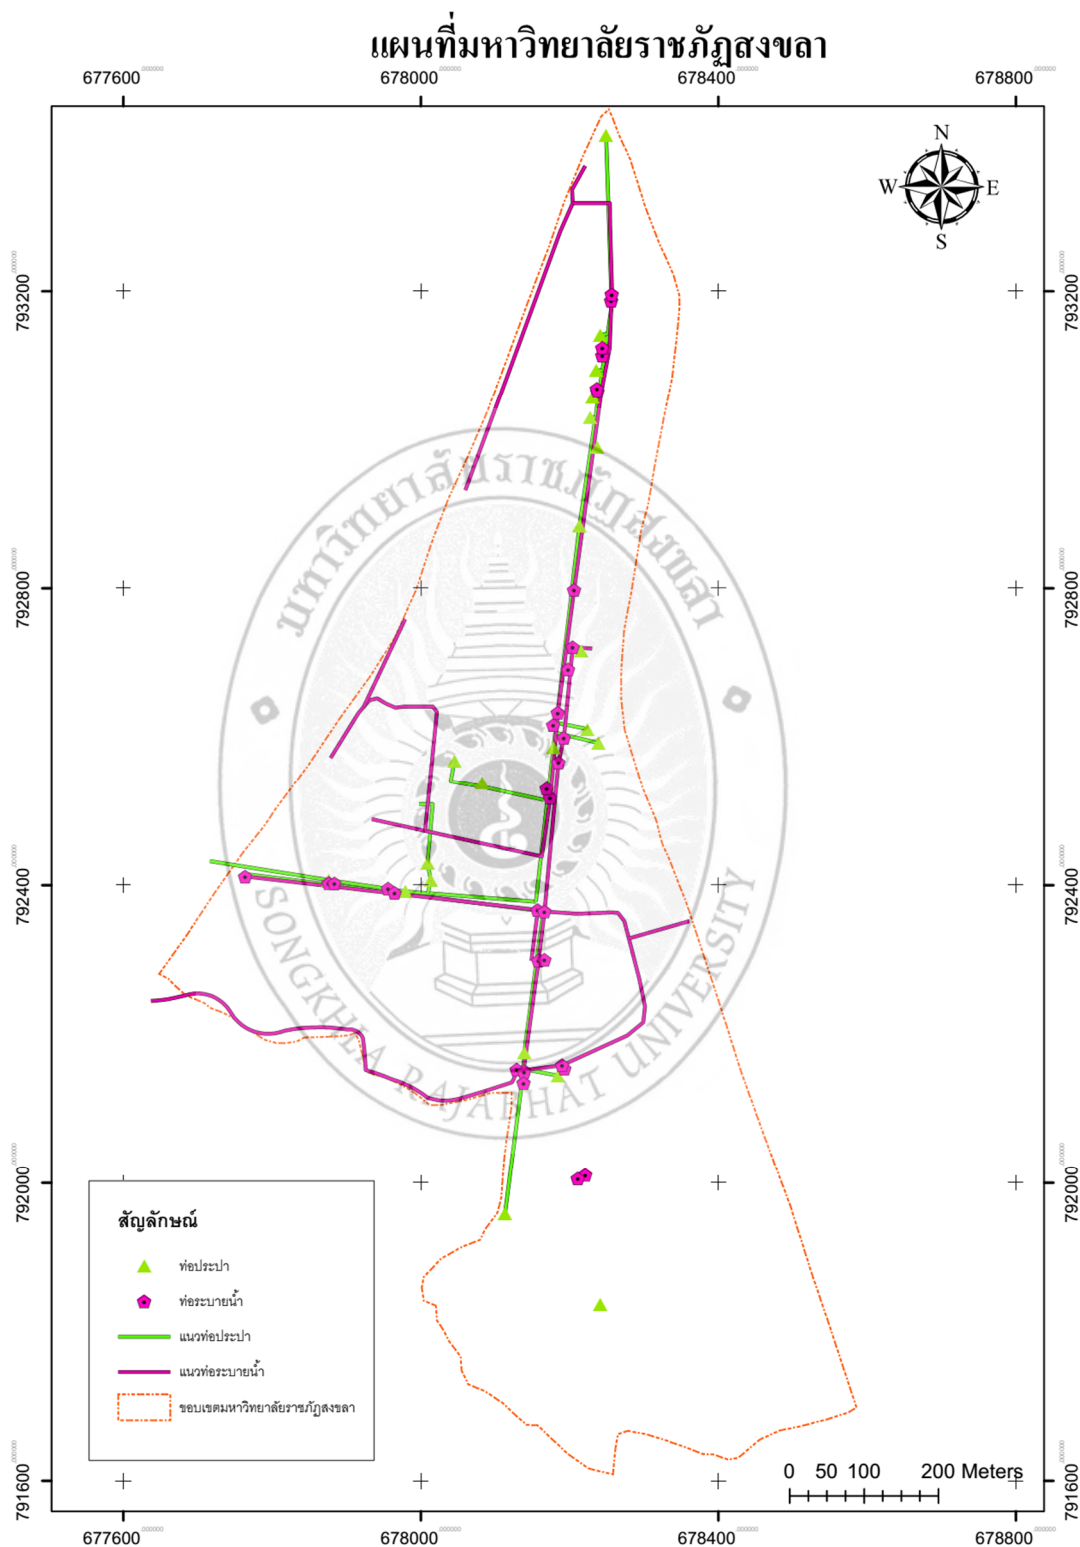 แผนที่มหาวิทยาลัยราชภัฏสงขลา
677600 678000 678400 678800
N
W E
S
793200 793200
มหาวิทยาลัยราชภัฏสงขลา
792800 792800
792400 792400
SONGKHLA RAJABHAT UNIVERSITY
792000 792000
สัญลักษณ์
ท่อประปา
ท่อระบายน้ำ
แนวท่อประปา
แนวท่อระบายน้ำ
ขอบเขตมหาวิทยาลัยราชภัฏสงขลา
0 50 100 200 Meters
791600 791600
677600 678000 678400 678800